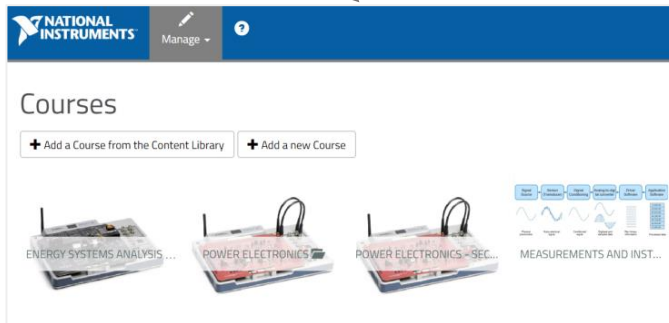 NATIONAL
INSTRUMENTS
Manage
?
Courses
+ Add a Course from the Content Library
+ Add a new Course
ENERGY SYSTEMS ANALYSIS ...
POWER ELECTRONICS
POWER ELECTRONICS - SEC...
MEASUREMENTS AND INST...